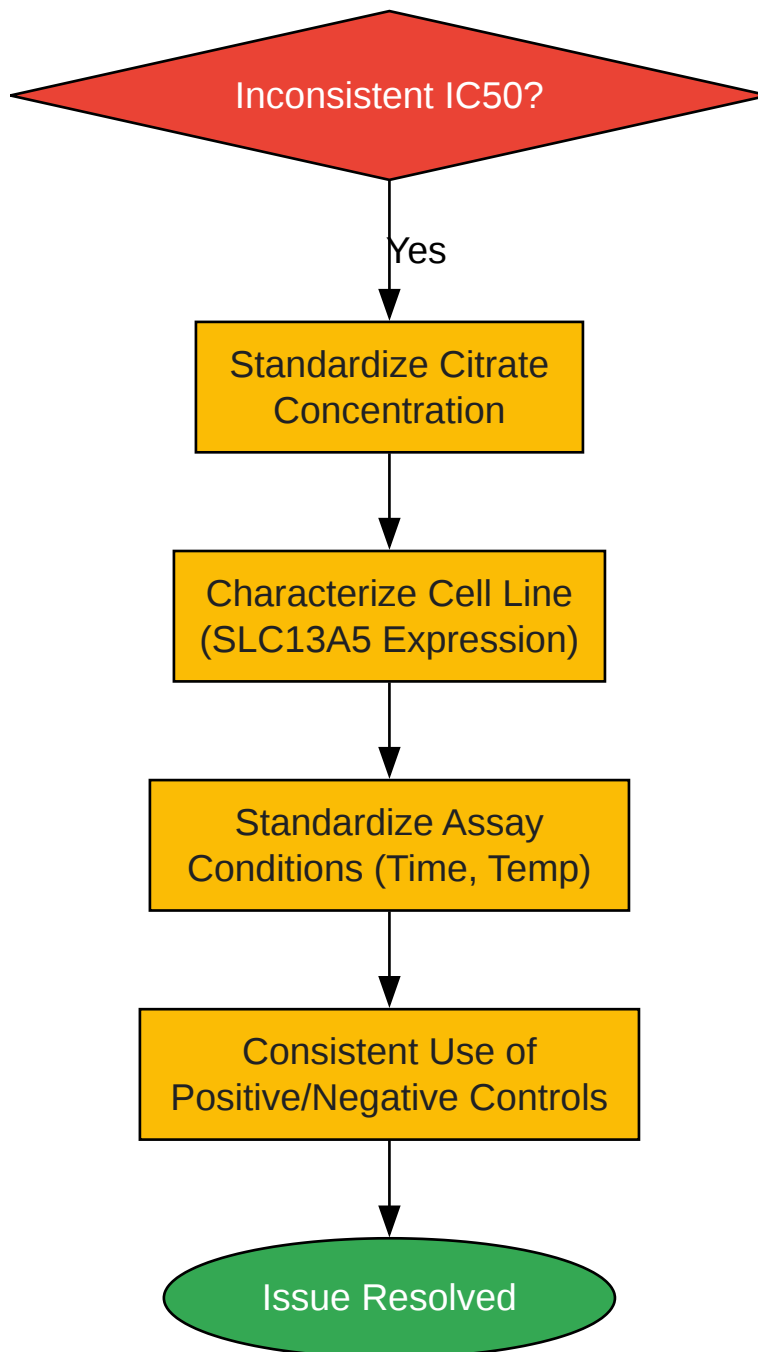 Inconsistent IC50?
Yes
Standardize Citrate
Concentration
Characterize Cell Line
(SLC13A5 Expression)
Standardize Assay
Conditions (Time, Temp)
Consistent Use of
Positive/Negative Controls
Issue Resolved